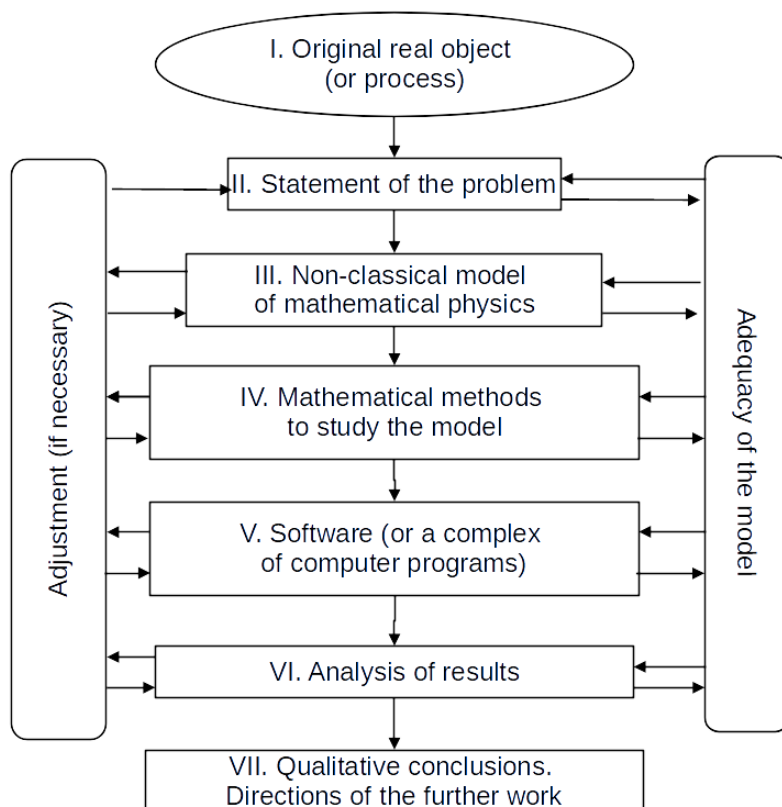 I. Original real object
(or process)
II. Statement of the problem
III. Non-classical model
of mathematical physics
IV. Mathematical methods
to study the model
V. Software (or a complex
of computer programs)
VI. Analysis of results
VII. Qualitative conclusions.
Directions of the further work
Adjustment (if necessary)
Adequacy of the model